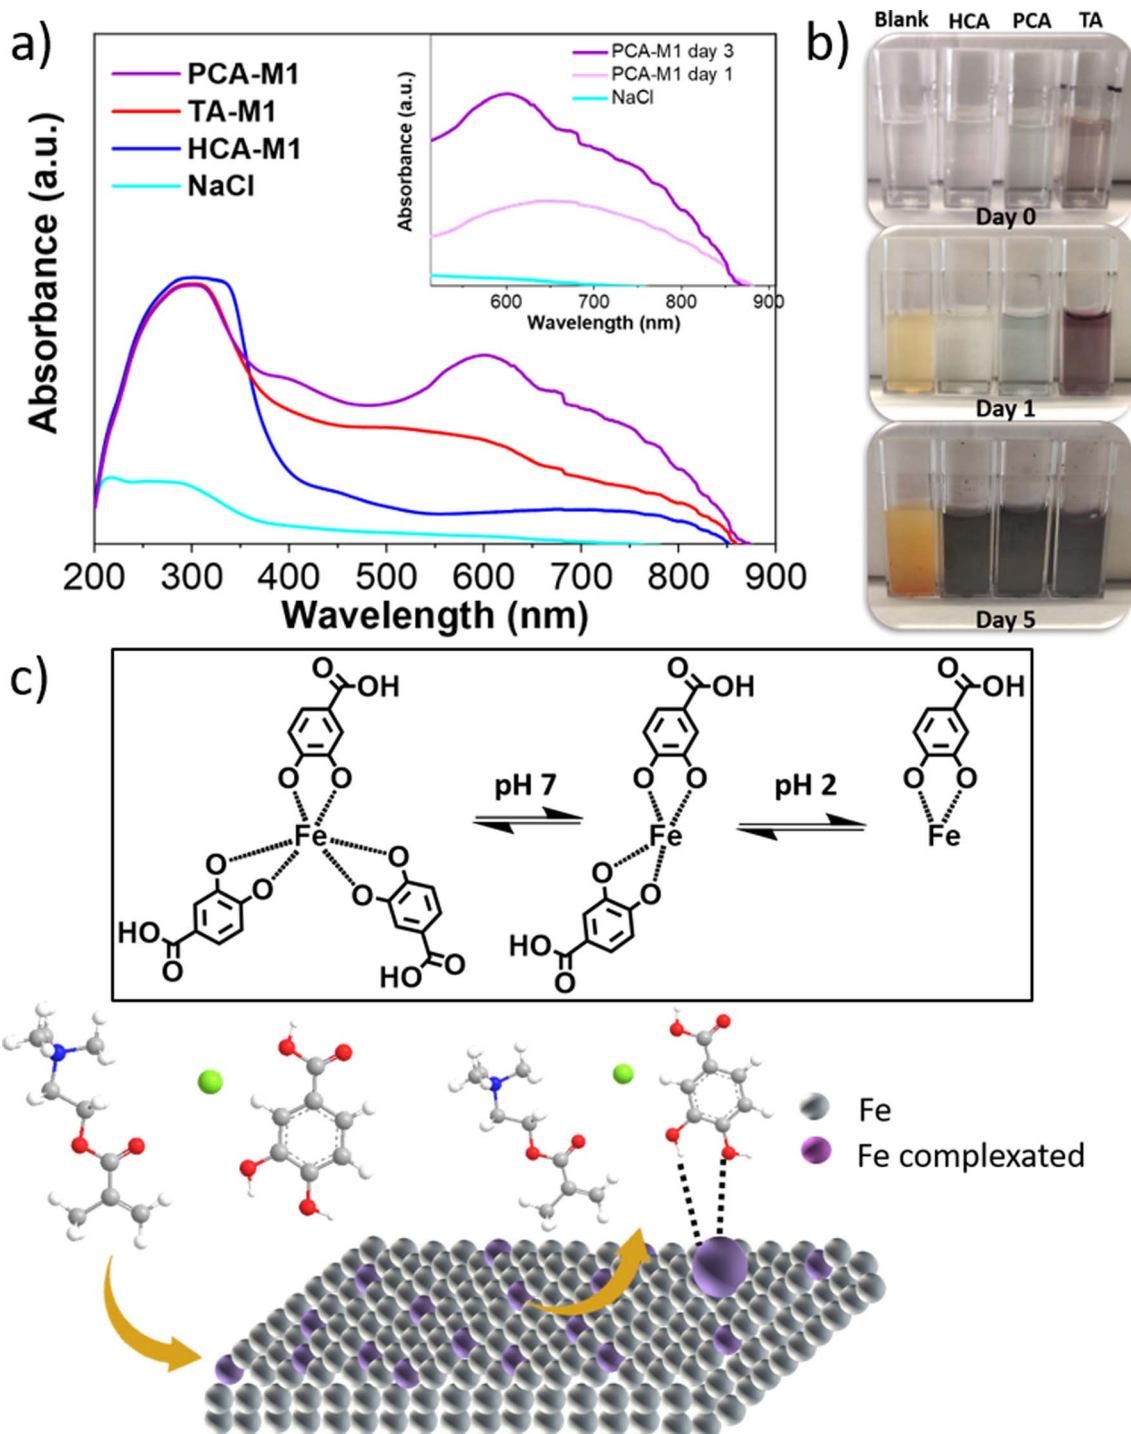 a)
PCA-M1
TA-M1
HCA-M1
NaCl
Absorbance (a.u.)
200 300 400 500 600 700 800 900
Wavelength (nm)
PCA-M1 day 3
PCA-M1 day 1
NaCl
Absorbance (a.u.)
600 700 800 900
Wavelength (nm)
b)
Blank HCA PCA TA
Day 0
Day 1
Day 5
c)
O
OH
O O
Fe
O
O
O
O
HO
O
HO
O
pH 7
O
OH
O O
Fe
O
O
HO
O
pH 2
O
OH
O O
Fe
Fe
Fe complexated